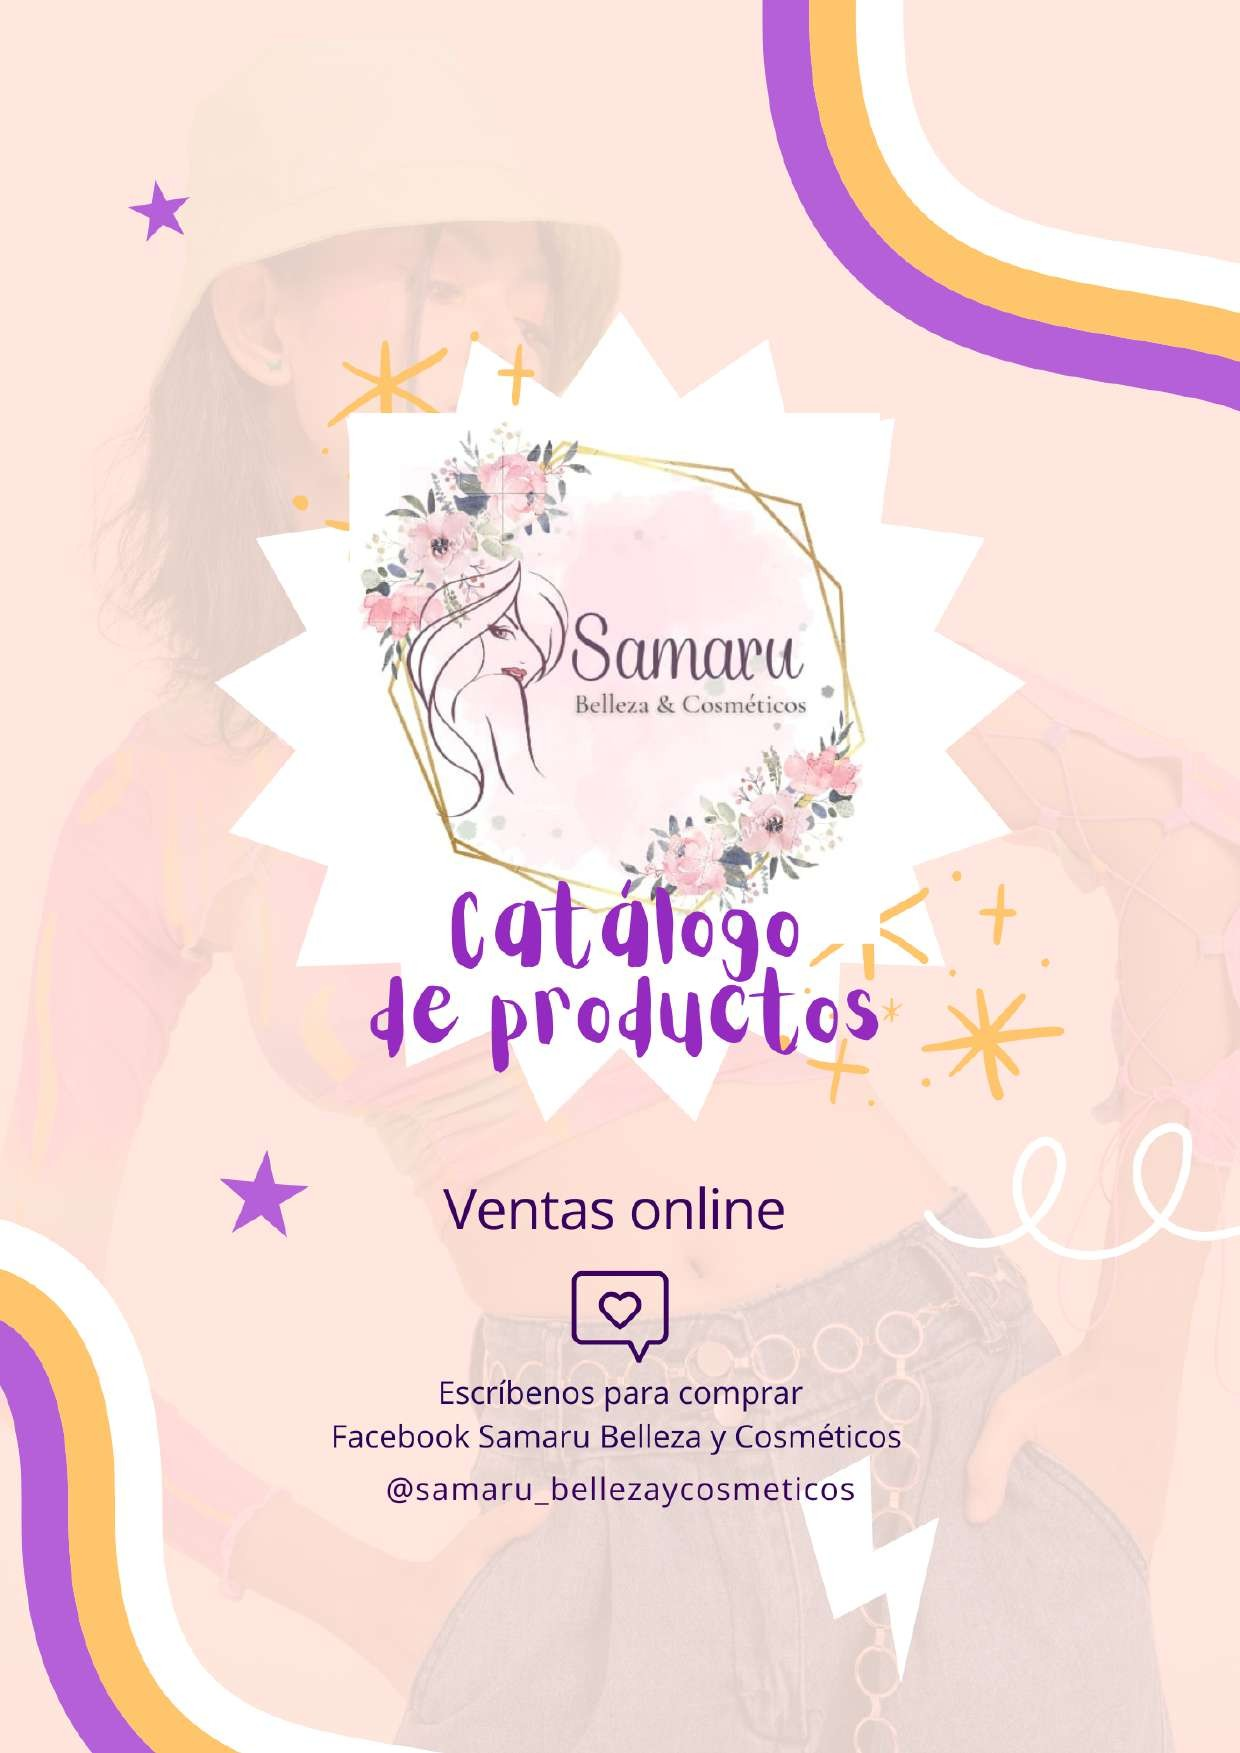 Samaru
Belleza & Cosméticos
Catálogo
de productos
Ventas online
Escríbenos para comprar
Facebook Samaru Belleza y Cosméticos
@samaru_bellezaycosmeticos